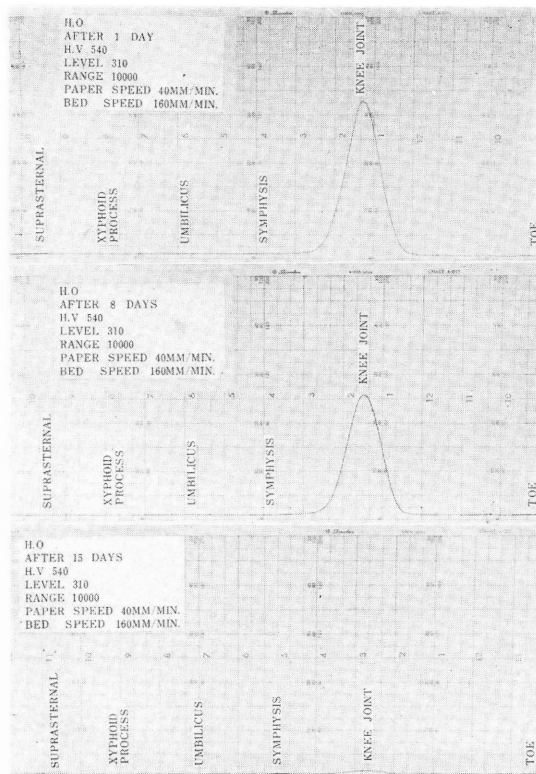 H.O
AFTER 1 DAY
H.V 540
LEVEL 310
RANGE 10000
PAPER SPEED 40MM/MIN.
BED SPEED 160MM/MIN.
SUPRASTERNAL
XYPHOID
PROCESS
UMBILICUS
SYMPHYSIS
KNEE JOINT
TOE
H.O
AFTER 8 DAYS
H.V 540
LEVEL 310
RANGE 10000
PAPER SPEED 40MM/MIN.
BED SPEED 160MM/MIN.
SUPRASTERNAL
XYPHOID
PROCESS
UMBILICUS
SYMPHYSIS
KNEE JOINT
TOE
H.O
AFTER 15 DAYS
H.V 540
LEVEL 310
RANGE 10000
PAPER SPEED 40MM/MIN.
BED SPEED 160MM/MIN.
SUPRASTERNAL
XYPHOID
PROCESS
UMBILICUS
SYMPHYSIS
KNEE JOINT
TOE